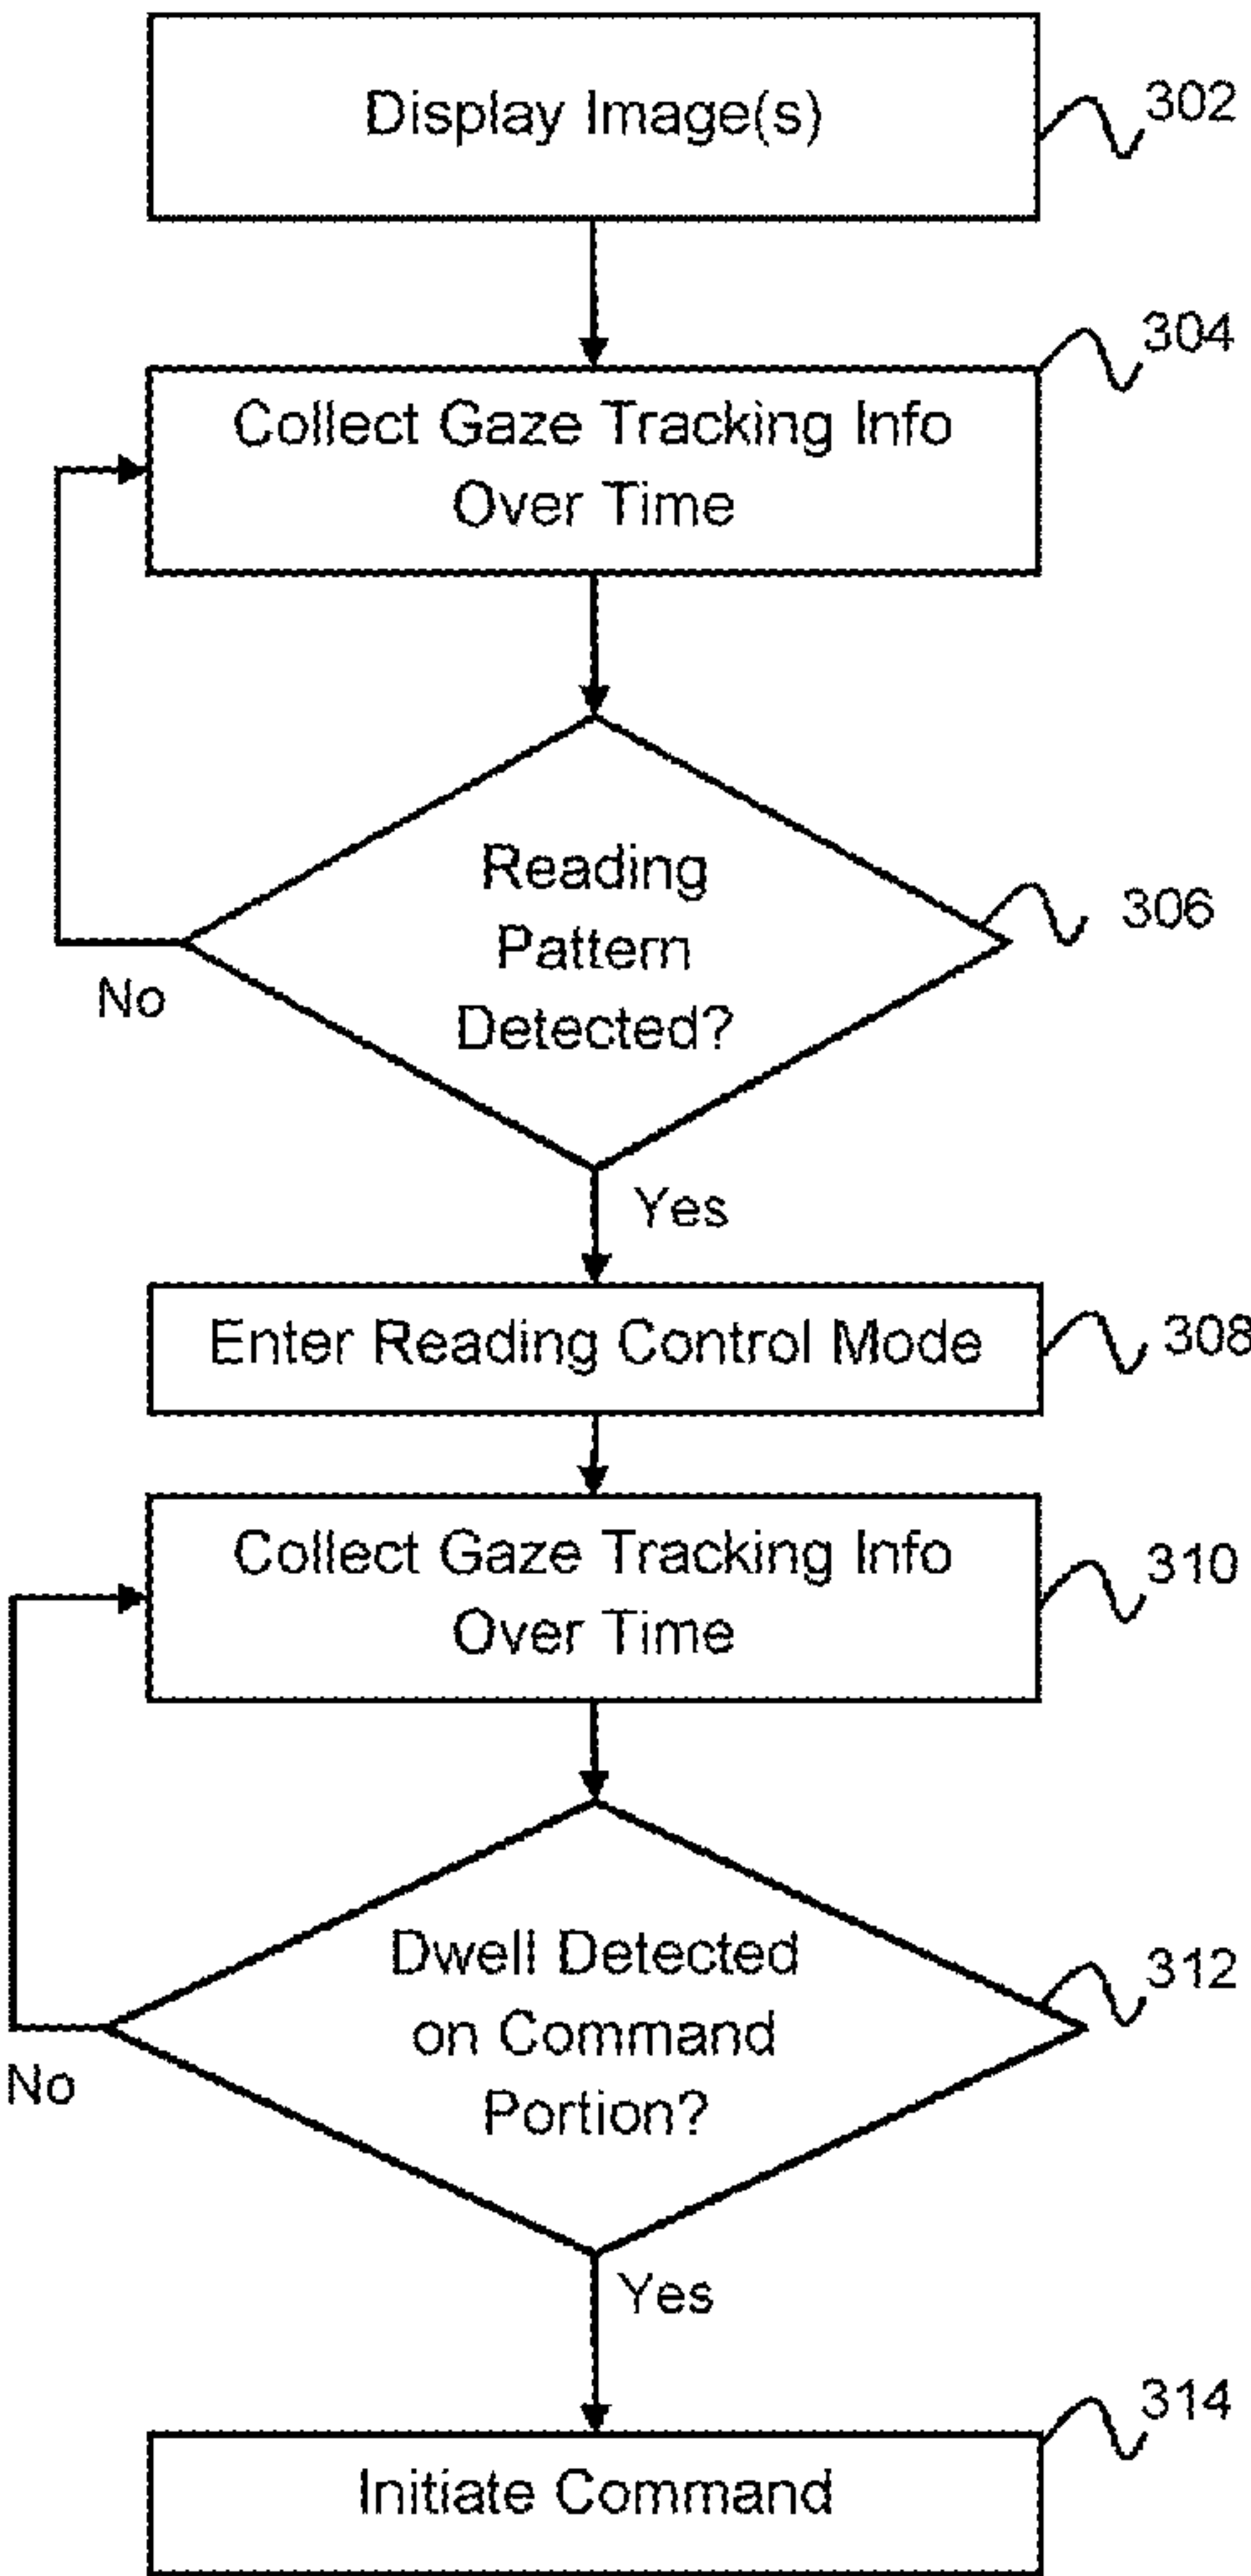 Display Image(s)
302
304
Collect Gaze Tracking Info
Over Time
Reading
Pattern
Detected?
306
No
Yes
Enter Reading Control Mode
308
Collect Gaze Tracking Info
Over Time
310
Dwell Detected
on Command
Portion?
312
No
Yes
314
Initiate Command